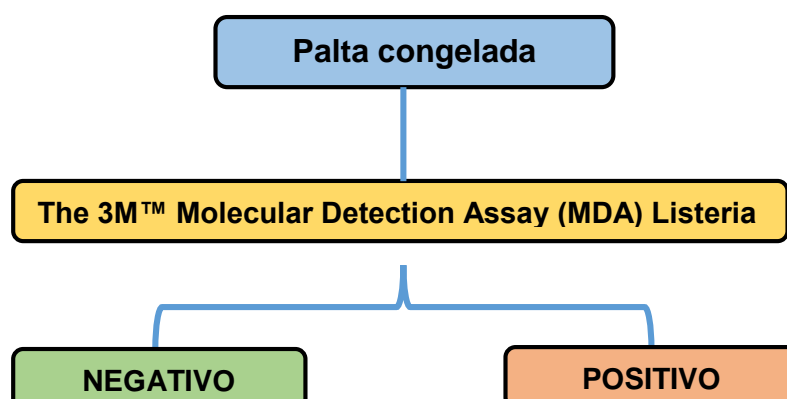 Palta congelada
The 3M™ Molecular Detection Assay (MDA) Listeria
NEGATIVO
POSITIVO